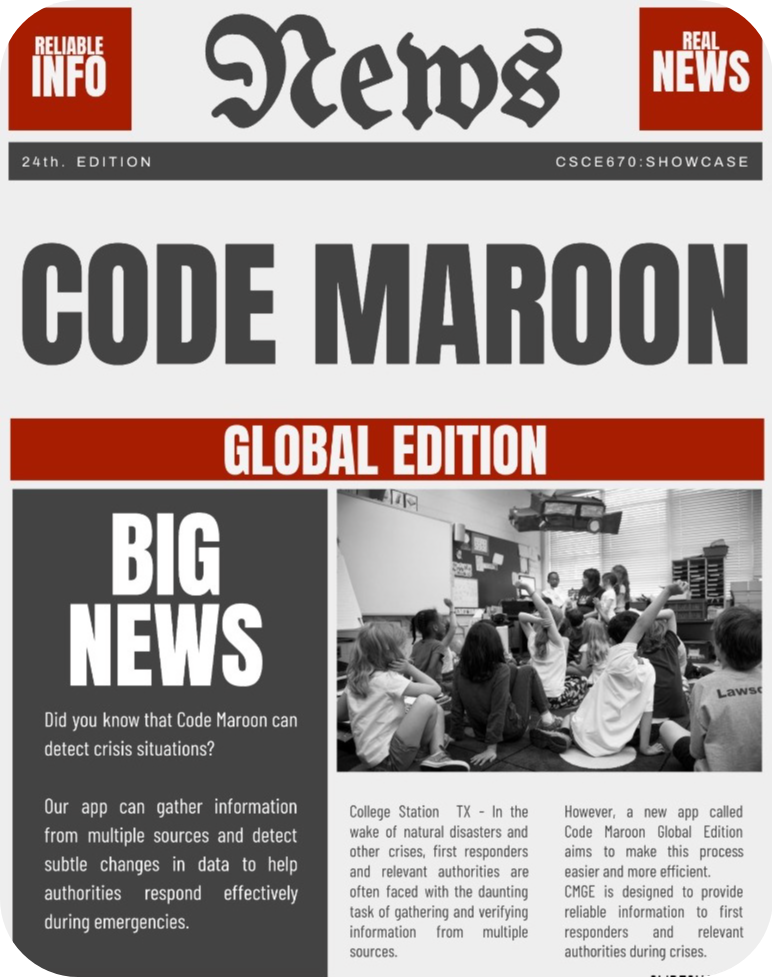 RELIABLE
INFO
News
REAL
NEWS
24th. EDITION
CSCE670:SHOWCASE
CODE MAROON
GLOBAL EDITION
BIG
NEWS
Did you know that Code Maroon can
detect crisis situations?
Our app can gather information
from multiple sources and detect
subtle changes in data to help
authorities respond effectively
during emergencies.
Lawso
College Station TX - In the
wake of natural disasters and
other crises, first responders
and relevant authorities are
often faced with the daunting
task of gathering and verifying
information from multiple
sources.
However, a new app called
Code Maroon Global Edition
aims to make this process
easier and more efficient.
CMGE is designed to provide
reliable information to first
responders and relevant
authorities during crises.